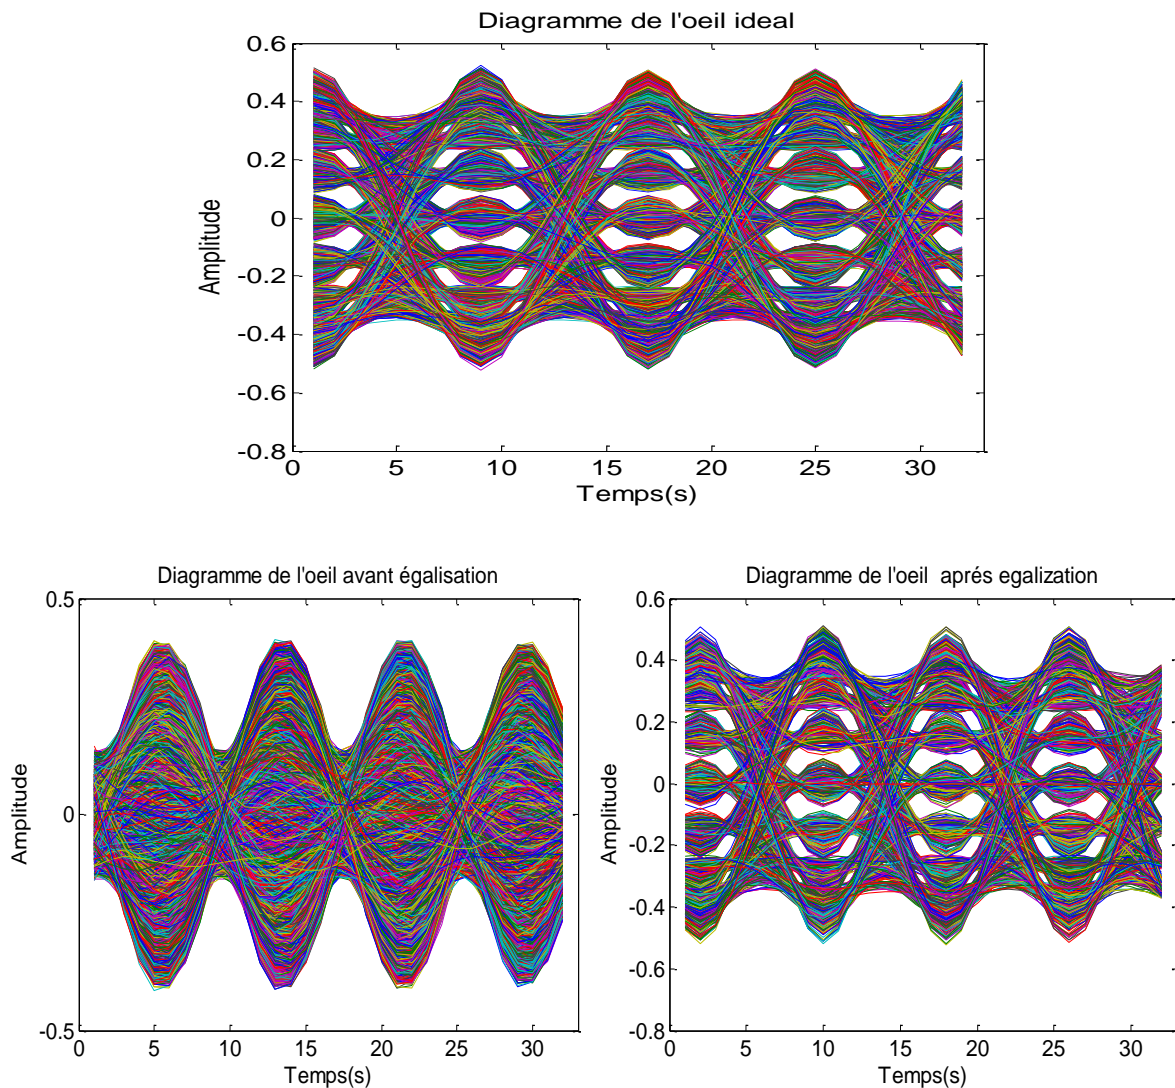 Diagramme de l'oeil ideal
0.6
0.4
0.2
0
-0.2
-0.4
-0.6
-0.8
Amplitude
0 5 10 15 20 25 30
Temps(s)
Diagramme de l'oeil avant égalisation
0.5
0
-0.5
Amplitude
0 5 10 15 20 25 30
Temps(s)
Diagramme de l'oeil aprés egalization
0.6
0.4
0.2
0
-0.2
-0.4
-0.6
-0.8
Amplitude
0 5 10 15 20 25 30
Temps(s)